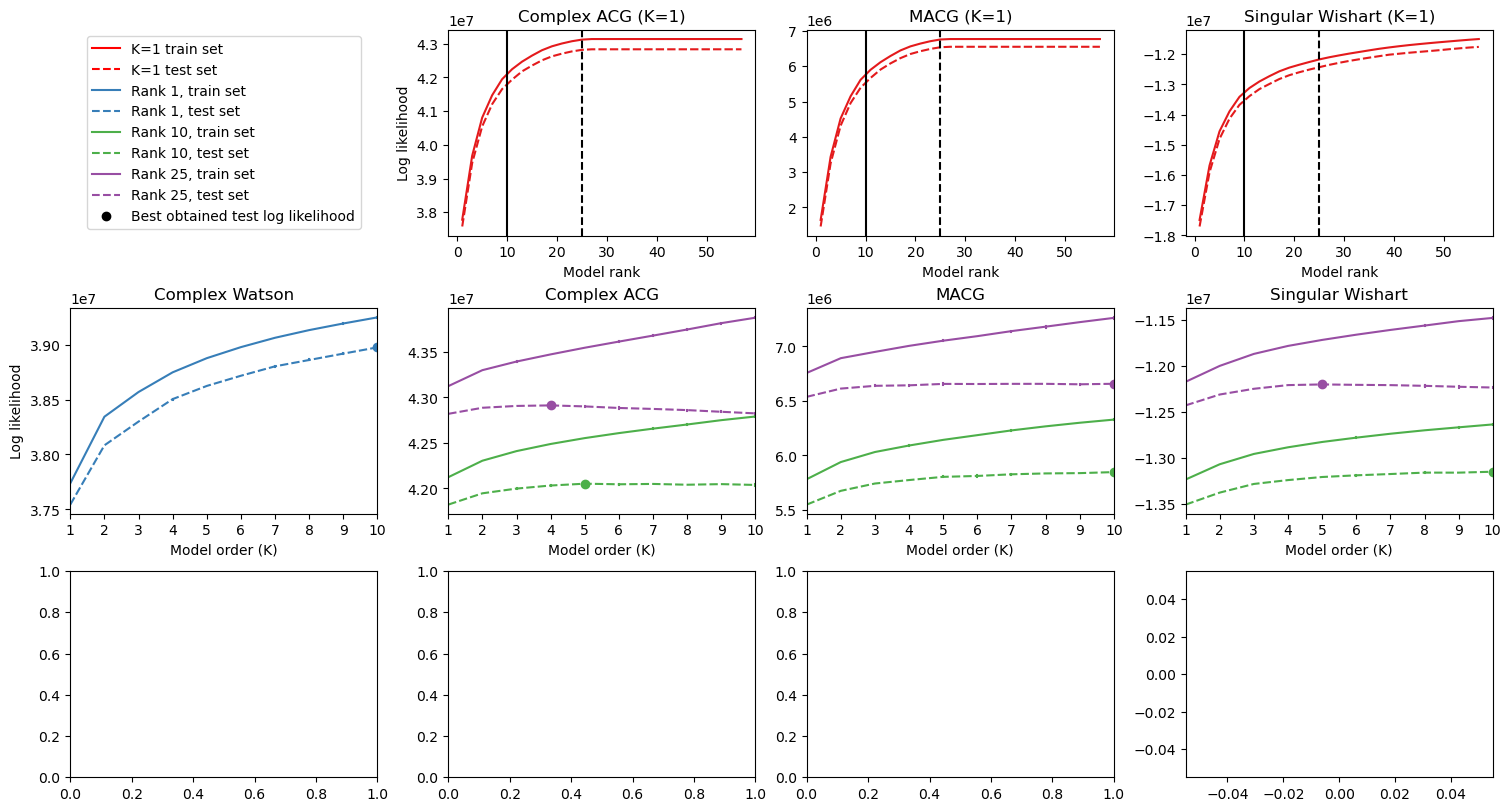 K=1 train set
K=1 test set
Rank 1, train set
Rank 1, test set
Rank 10, train set
Rank 10, test set
Rank 25, train set
Rank 25, test set
Best obtained test log likelihood
Complex ACG (K=1)
1e7
Log likelihood
4.3
4.2
4.1
4.0
3.9
3.8
0 10 20 30 40 50
Model rank
MACG (K=1)
1e6
7
6
5
4
3
2
0 10 20 30 40 50
Model rank
Singular Wishart (K=1)
1e7
−1.2
−1.3
−1.4
−1.5
−1.6
−1.7
−1.8
0 10 20 30 40 50
Model rank
Complex Watson
1e7
Log likelihood
3.90
3.85
3.80
3.75
1 2 3 4 5 6 7 8 9 10
Model order (K)
Complex ACG
1e7
4.35
4.30
4.25
4.20
1 2 3 4 5 6 7 8 9 10
Model order (K)
MACG
1e6
7.0
6.5
6.0
5.5
1 2 3 4 5 6 7 8 9 10
Model order (K)
Singular Wishart
1e7
−1.15
−1.20
−1.25
−1.30
−1.35
1 2 3 4 5 6 7 8 9 10
Model order (K)
1.0
0.8
0.6
0.4
0.2
0.0
0.0 0.2 0.4 0.6 0.8 1.0
1.0
0.8
0.6
0.4
0.2
0.0
0.0 0.2 0.4 0.6 0.8 1.0
1.0
0.8
0.6
0.4
0.2
0.0
0.0 0.2 0.4 0.6 0.8 1.0
0.04
0.02
0.00
−0.02
−0.04
−0.04 −0.02 0.00 0.02 0.04